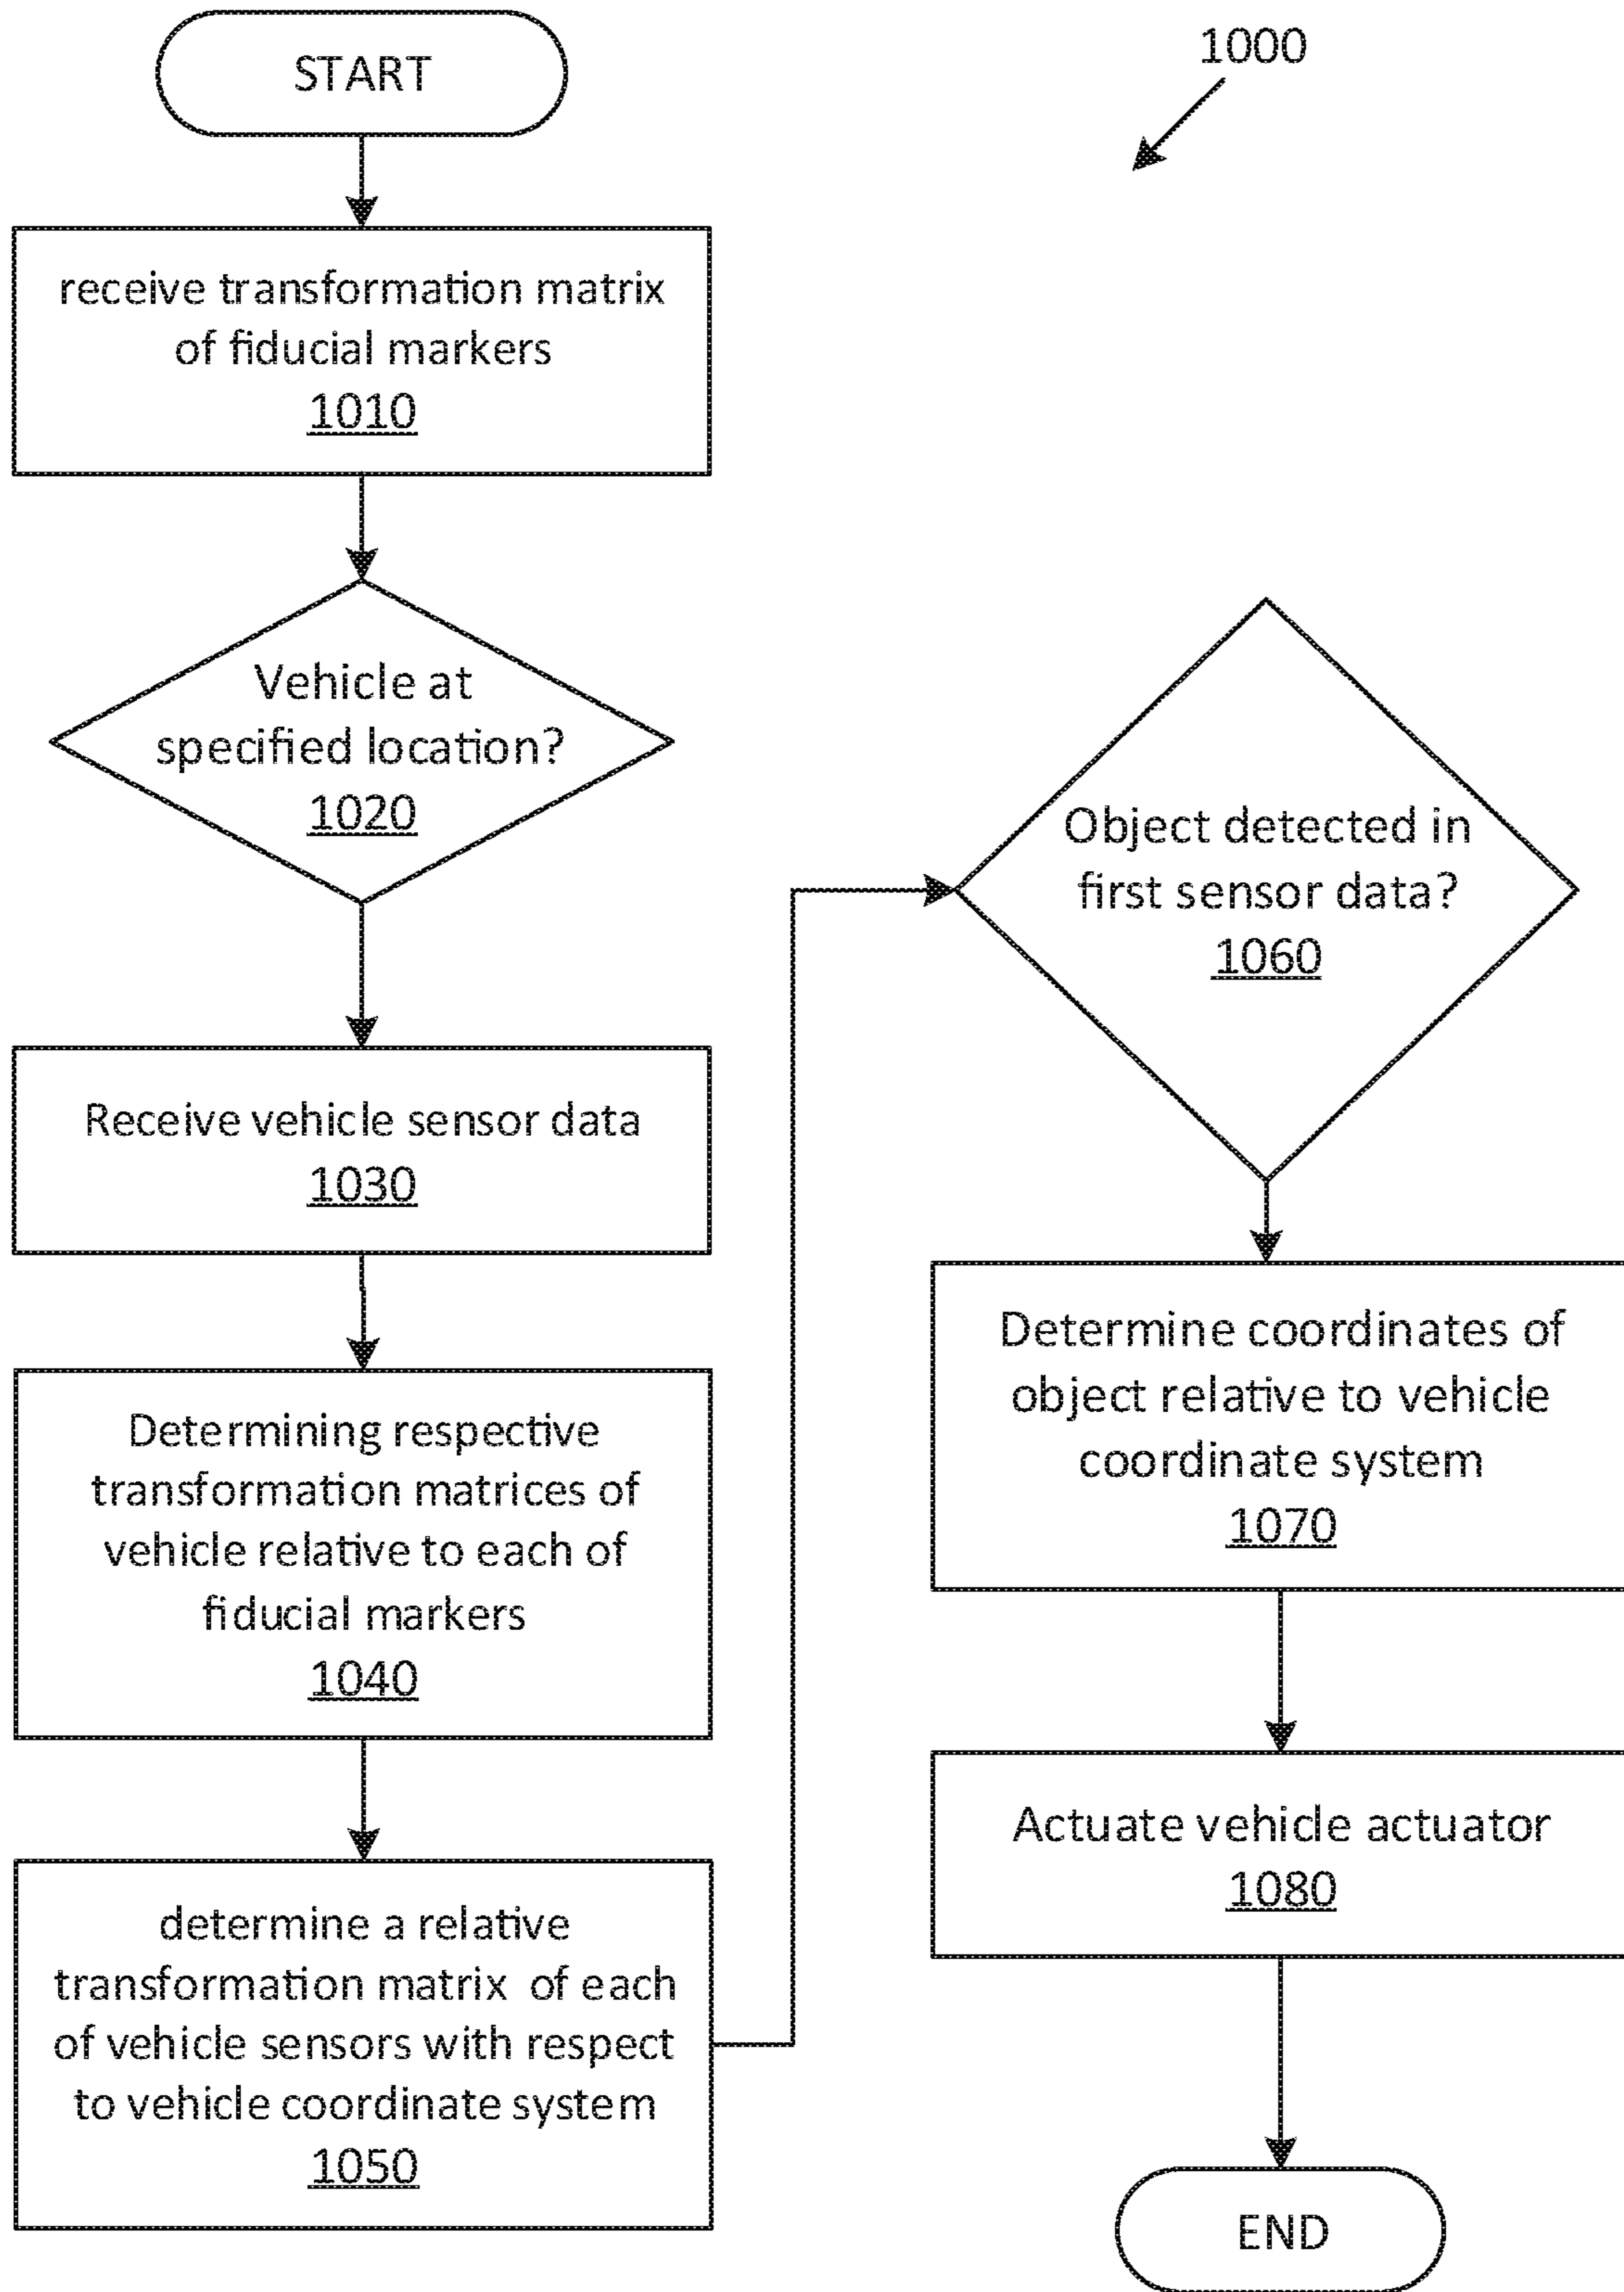 START
1000
receive transformation matrix
of fiducial markers
1010
Vehicle at
specified location?
1020
Receive vehicle sensor data
1030
Determining respective
transformation matrices of
vehicle relative to each of
fiducial markers
1040
determine a relative
transformation matrix of each
of vehicle sensors with respect
to vehicle coordinate system
1050
Object detected in
first sensor data?
1060
Determine coordinates of
object relative to vehicle
coordinate system
1070
Actuate vehicle actuator
1080
END